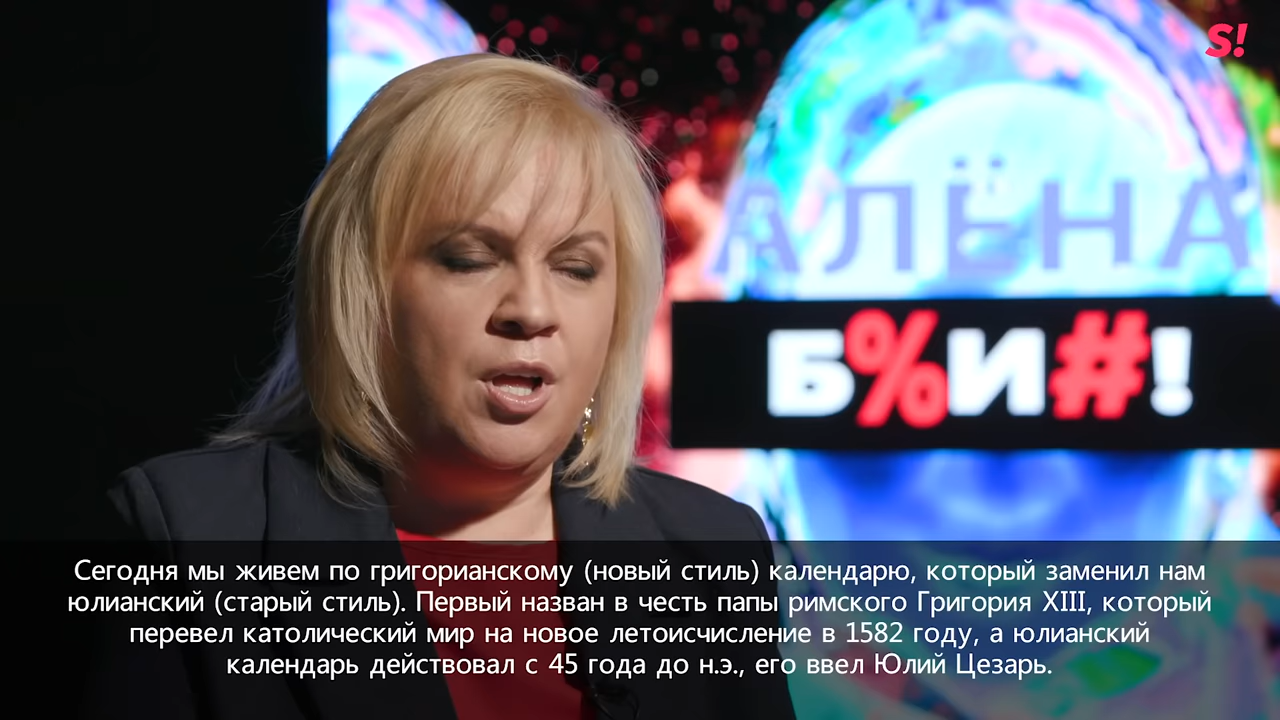 S!
АЛЁНА
Б%И#!
Сегодня мы живем по григорианскому (новый стиль) календарю, который заменил нам
юлианский (старый стиль). Первый назван в честь папы римского Григория XIII, который
перевел католический мир на новое летоисчисление в 1582 году, а юлианский
календарь действовал с 45 года до н.э., его ввел Юлий Цезарь.